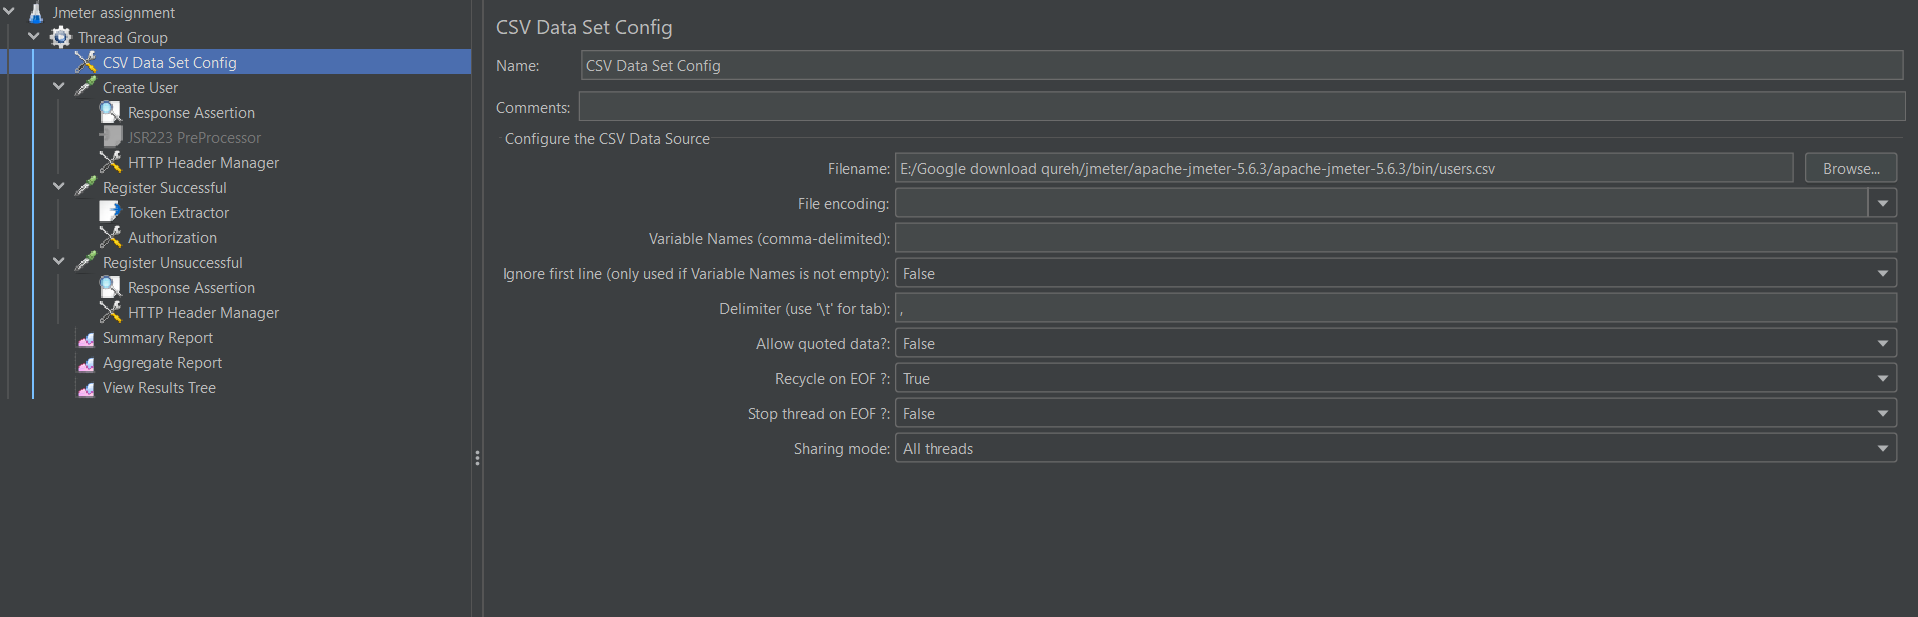 Jmeter assignment
Thread Group
CSV Data Set Config
Create User
Response Assertion
JSR223 PreProcessor
HTTP Header Manager
Register Successful
Token Extractor
Authorization
Register Unsuccessful
Response Assertion
HTTP Header Manager
Summary Report
Aggregate Report
View Results Tree
CSV Data Set Config
Name: CSV Data Set Config
Comments:
Configure the CSV Data Source
Filename: E:/Google download qureh/jmeter/apache-jmeter-5.6.3/apache-jmeter-5.6.3/bin/users.csv Browse...
File encoding:
Variable Names (comma-delimited):
Ignore first line (only used if Variable Names is not empty): False
Delimiter (use '\t' for tab): ,
Allow quoted data?: False
Recycle on EOF ?: True
Stop thread on EOF ?: False
Sharing mode: All threads